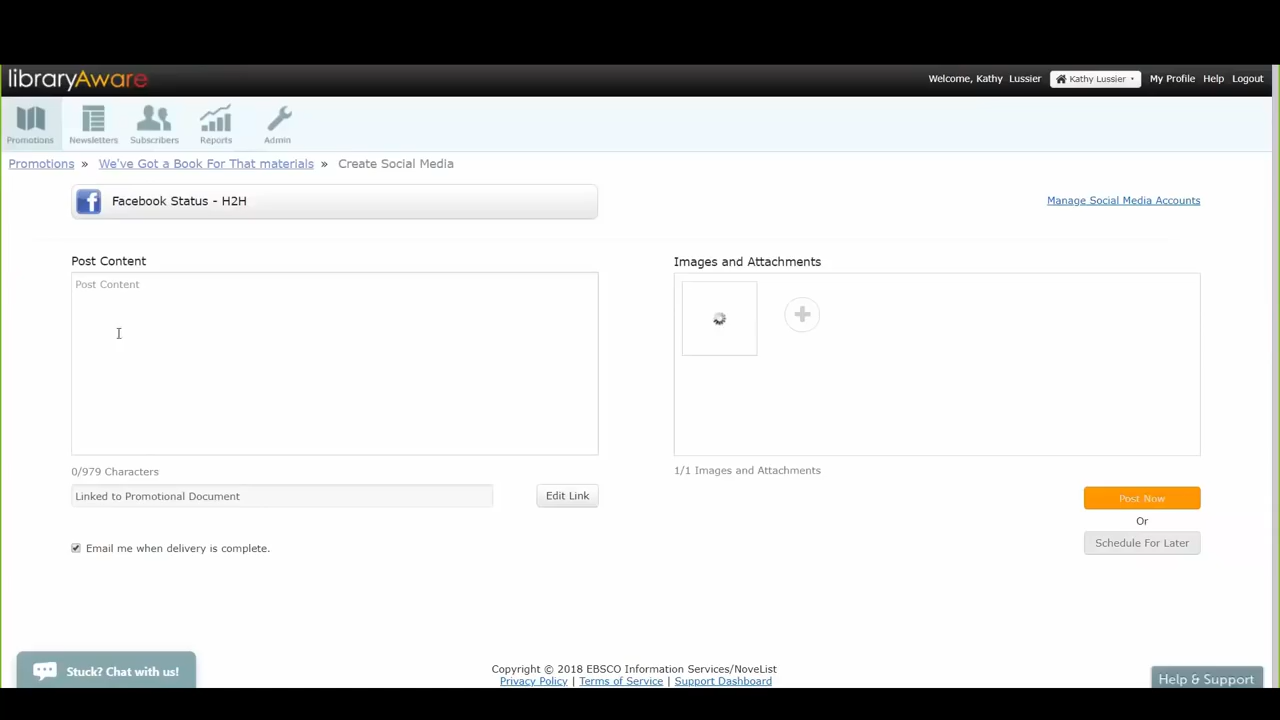 libraryAware
Welcome, Kathy Lussier
Kathy Lussier
My Profile
Help
Logout
Promotions
Newsletters
Subscribers
Reports
Admin
Promotions » We've Got a Book For That materials » Create Social Media
Facebook Status - H2H
Manage Social Media Accounts
Post Content
Images and Attachments
Post Content
0/979 Characters
1/1 Images and Attachments
Linked to Promotional Document
Edit Link
Post Now
Or
Schedule For Later
Email me when delivery is complete.
Stuck? Chat with us!
Copyright © 2018 EBSCO Information Services/NoveList
Privacy Policy | Terms of Service | Support Dashboard
Help & Support